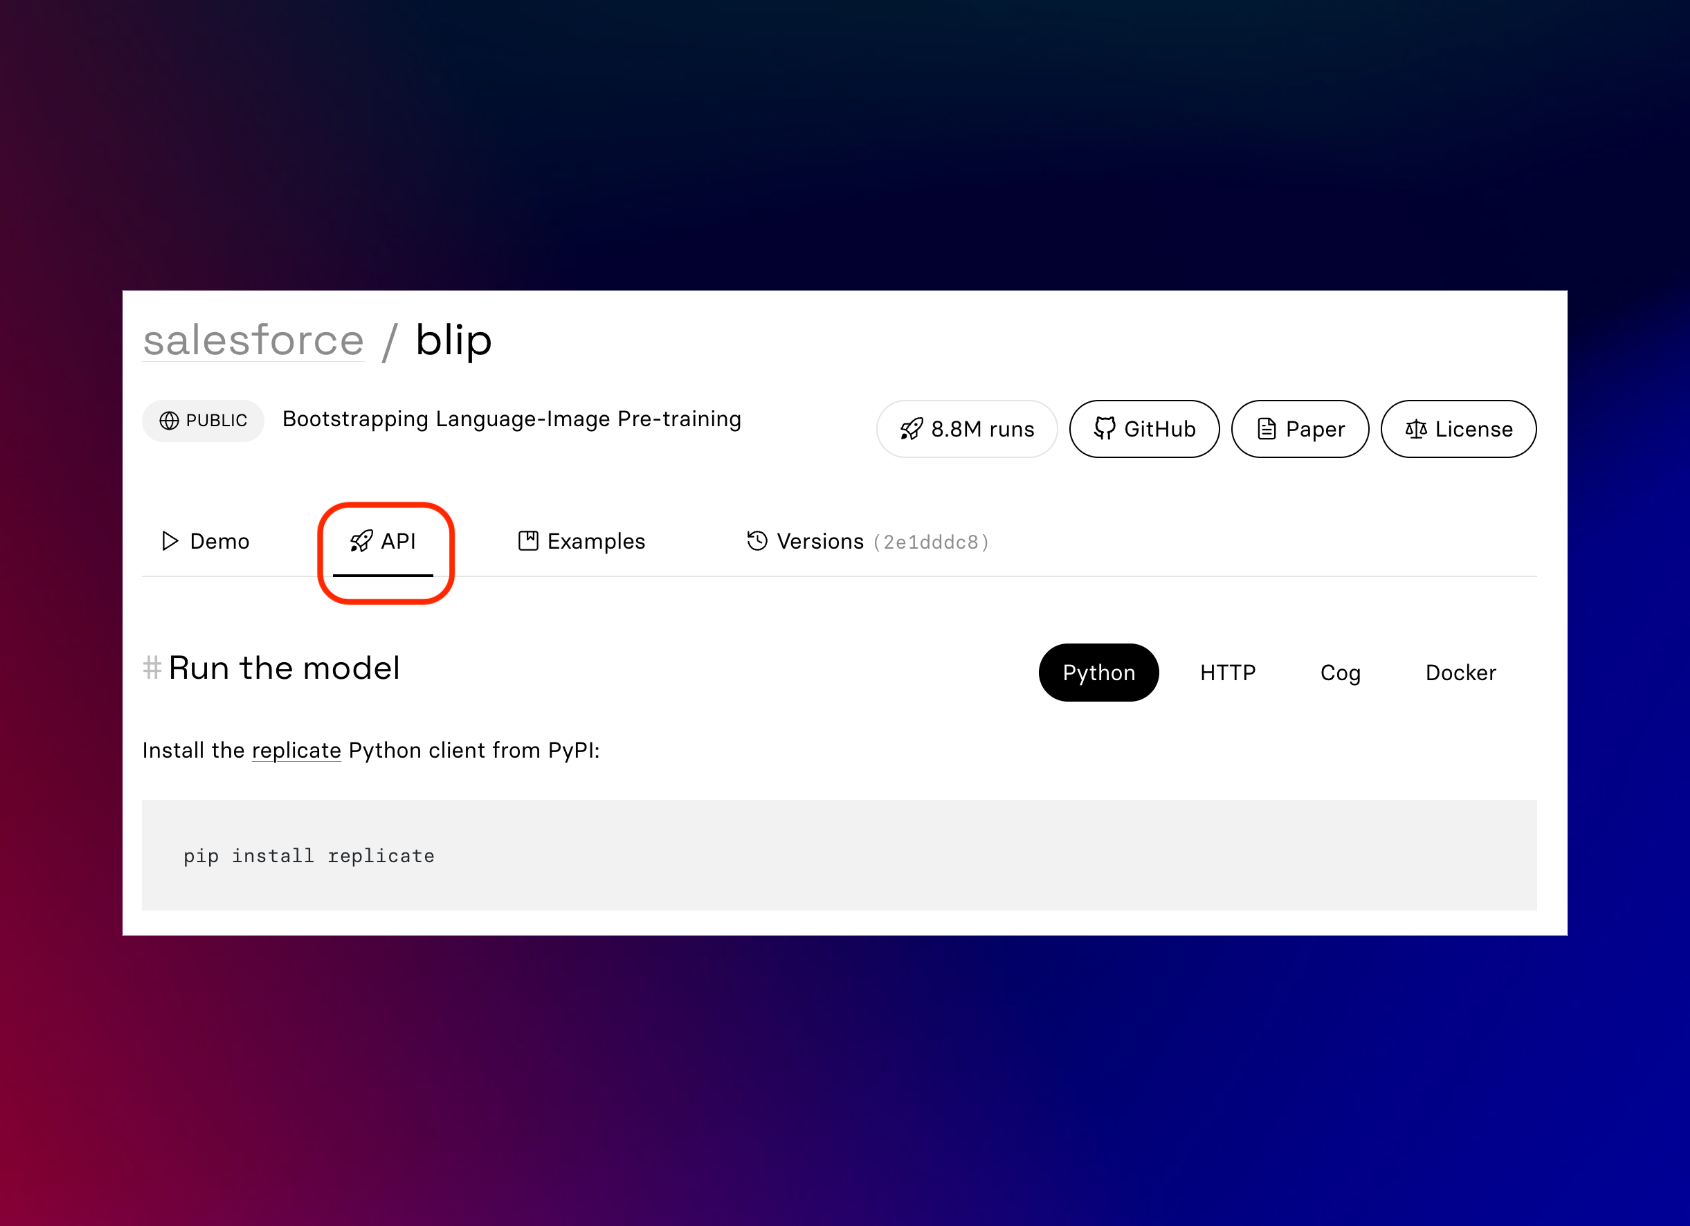 salesforce / blip
PUBLIC Bootstrapping Language-Image Pre-training
8.8M runs GitHub Paper License
Demo API Examples Versions (2e1dddc8)
#Run the model
Python HTTP Cog Docker
Install the replicate Python client from PyPI:
pip install replicate